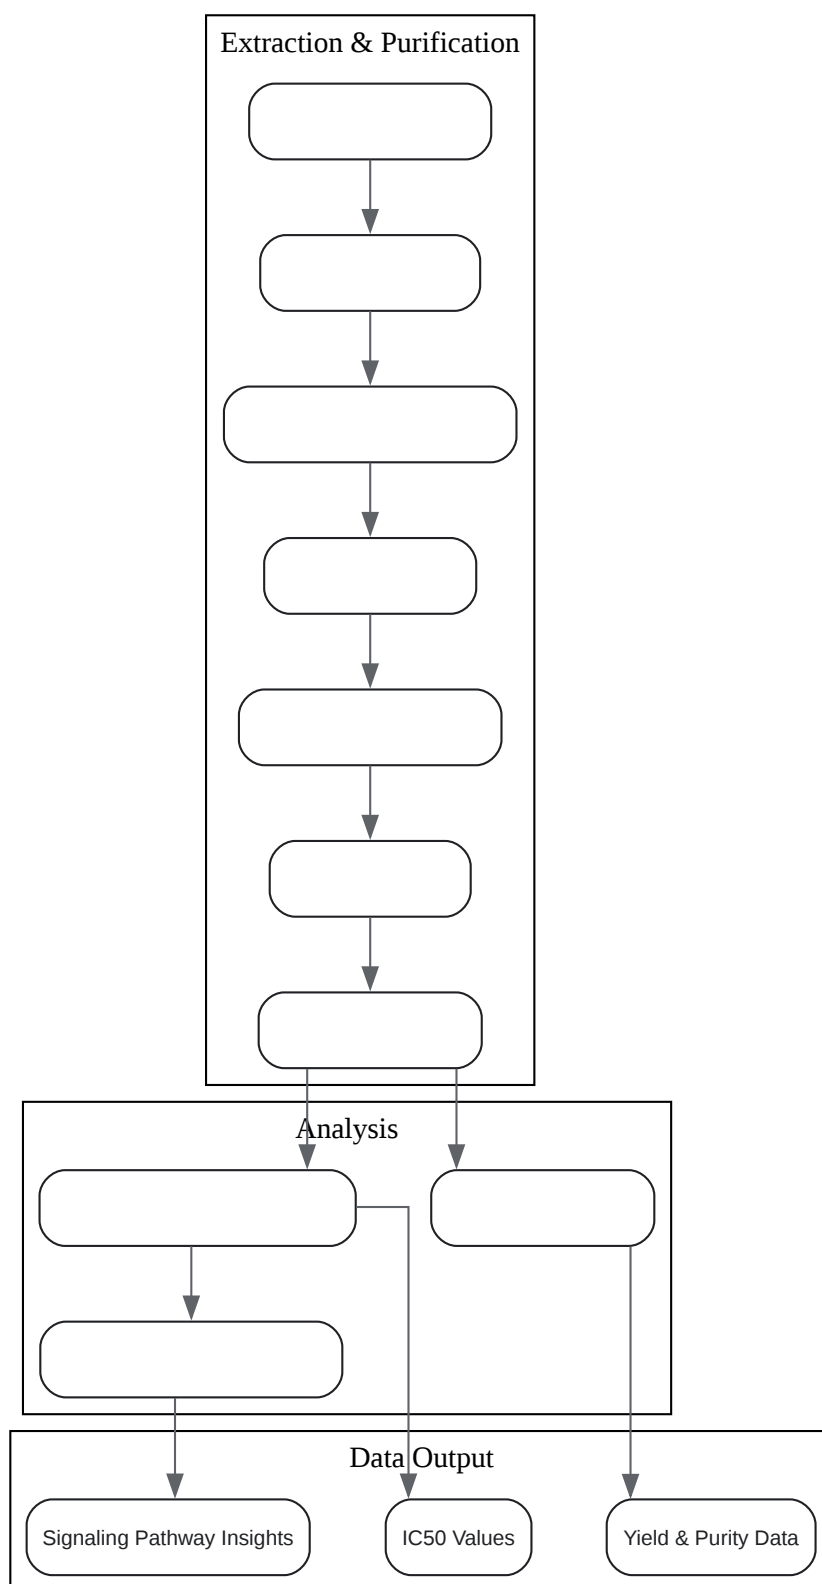 Extraction & Purification
Analysis
Data Output
Signaling Pathway Insights
IC50 Values
Yield & Purity Data